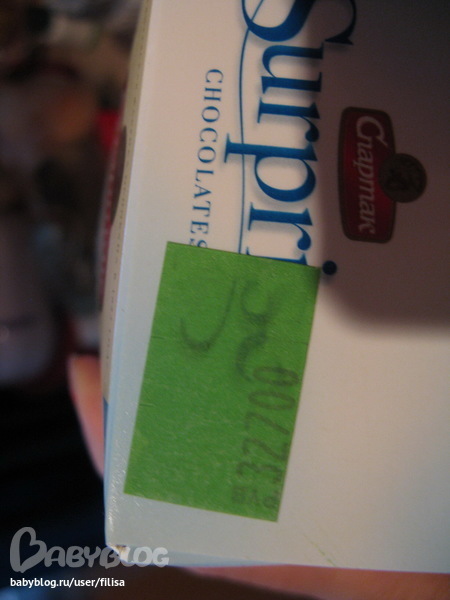 Surpri
CHOCOLATES
Спартак
BABYBLOG
babyblog.ru/user/filisa